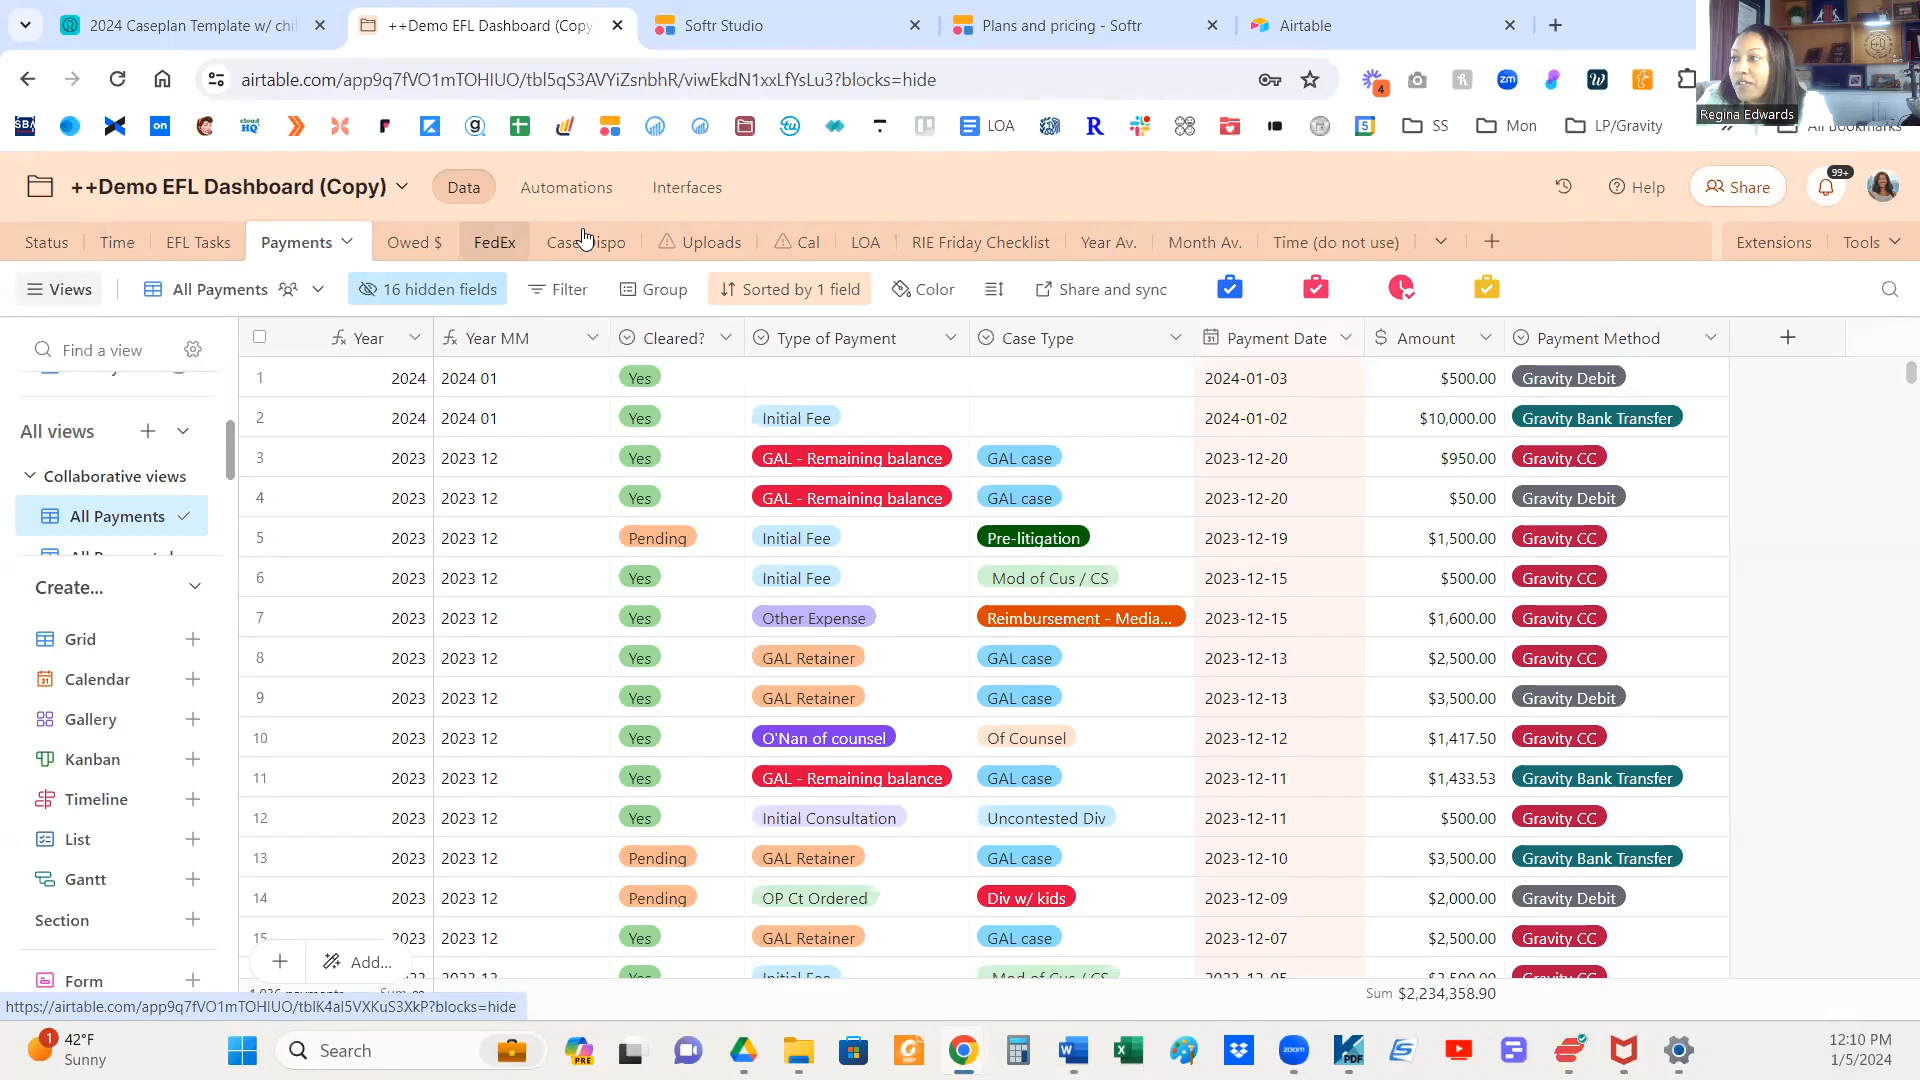 2024 Caseplan Template w/ chil
++Demo EFL Dashboard (Copy
Softr Studio
Plans and pricing - Softr
Airtable
airtable.com/app9q7fVO1mTOHIUO/tbl5qS3AVYiZsnbhR/viwEkdN1xxLfYsLu3?blocks=hide
4
zm
Regina Edwards
SBA
on
cloud HQ
LOA
5
SS
Mon
LP/Gravity
All Bookmarks
++Demo EFL Dashboard (Copy)
Data
Automations
Interfaces
Help
Share
99+
Status
Time
EFL Tasks
Payments
Owed $
FedEx
Uploads
Cal
LOA
RIE Friday Checklist
Year Av.
Month Av.
Time (do not use)
Extensions
Tools
Views
All Payments
16 hidden fields
Filter
Group
Sorted by 1 field
Color
Share and sync
Find a view
All views
Collaborative views
All Payments
Create...
Grid
Calendar
Gallery
Kanban
Timeline
List
Gantt
Section
Form
Year Year MM Cleared? Type of Payment Case Type Payment Date Amount Payment Method
1 2024 2024 01 Yes 2024-01-03 $500.00 Gravity Debit
2 2024 2024 01 Yes Initial Fee 2024-01-02 $10,000.00 Gravity Bank Transfer
3 2023 2023 12 Yes GAL - Remaining balance GAL case 2023-12-20 $950.00 Gravity CC
4 2023 2023 12 Yes GAL - Remaining balance GAL case 2023-12-20 $50.00 Gravity Debit
5 2023 2023 12 Pending Initial Fee Pre-litigation 2023-12-19 $1,500.00 Gravity CC
6 2023 2023 12 Yes Initial Fee Mod of Cus / CS 2023-12-15 $500.00 Gravity CC
7 2023 2023 12 Yes Other Expense Reimbursement - Media... 2023-12-15 $1,600.00 Gravity CC
8 2023 2023 12 Yes GAL Retainer GAL case 2023-12-13 $2,500.00 Gravity CC
9 2023 2023 12 Yes GAL Retainer GAL case 2023-12-13 $3,500.00 Gravity Debit
10 2023 2023 12 Yes O'Nan of counsel Of Counsel 2023-12-12 $1,417.50 Gravity CC
11 2023 2023 12 Yes GAL - Remaining balance GAL case 2023-12-11 $1,433.53 Gravity Bank Transfer
12 2023 2023 12 Yes Initial Consultation Uncontested Div 2023-12-11 $500.00 Gravity CC
13 2023 2023 12 Pending GAL Retainer GAL case 2023-12-10 $3,500.00 Gravity Bank Transfer
14 2023 2023 12 Pending OP Ct Ordered Div w/ kids 2023-12-09 $2,000.00 Gravity Debit
15 2023 2023 12 Yes GAL Retainer GAL case 2023-12-07 $2,500.00 Gravity CC
Add...
Sum $2,234,358.90
https://airtable.com/app9q7fVO1mTOHIUO/tblK4al5VXKuS3XkP?blocks=hide
1
42°F
Sunny
Search
PRE
zoom
PDF
12:10 PM
1/5/2024